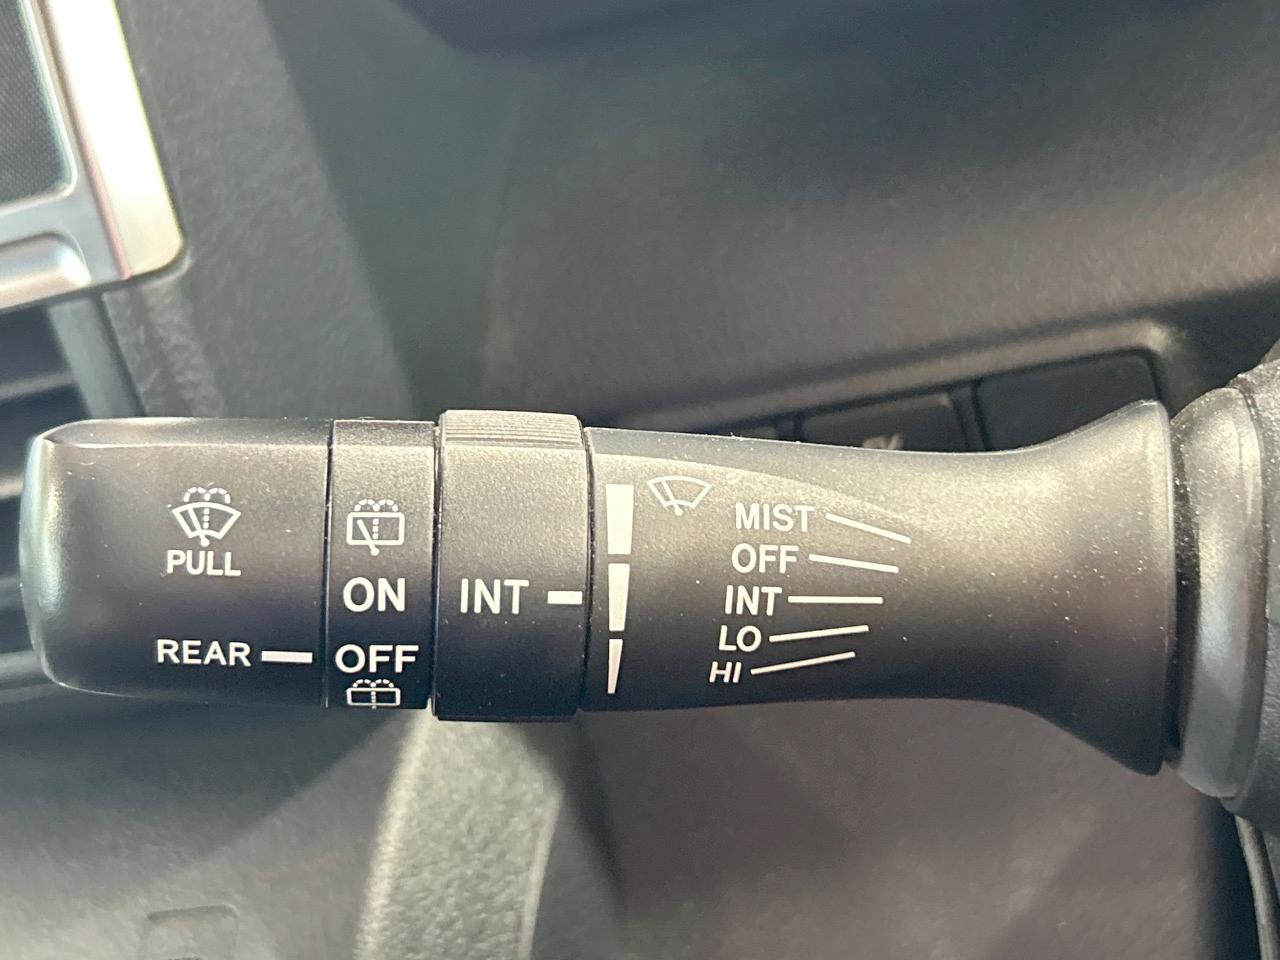 PULL
REAR
ON
OFF
INT
MIST
OFF
INT
LO
HI